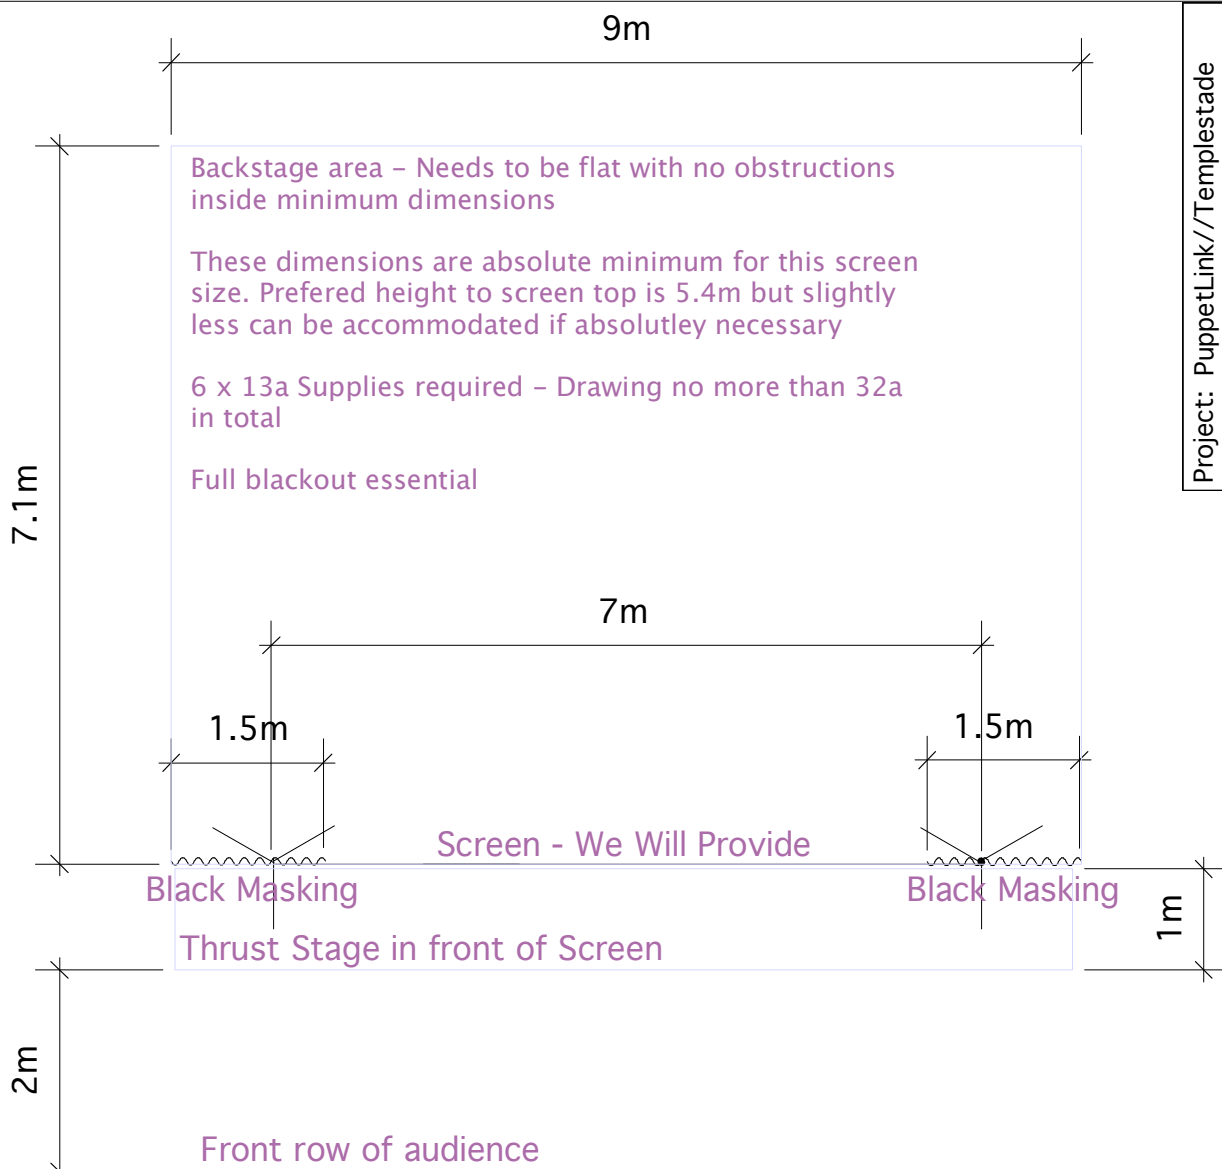 9m
Project: PuppetLink//Templestade
Backstage area – Needs to be flat with no obstructions
inside minimum dimensions
These dimensions are absolute minimum for this screen
size. Prefered height to screen top is 5.4m but slightly
less can be accommodated if absolutley necessary
6 x 13a Supplies required – Drawing no more than 32a
in total
Full blackout essential
7.1m
7m
1.5m
1.5m
Screen - We Will Provide
Black Masking
Black Masking
1m
Thrust Stage in front of Screen
2m
Front row of audience